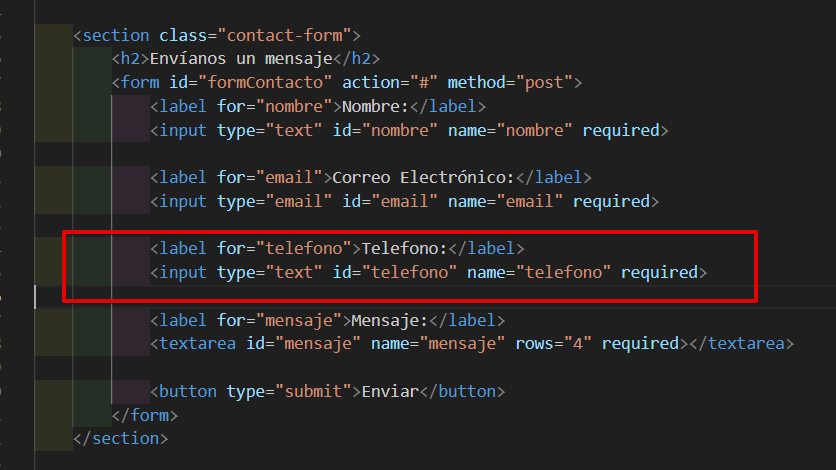 <section class="contact-form">
<h2>Envíanos un mensaje</h2>
<form id="formContacto" action="#" method="post">
<label for="nombre">Nombre:</label>
<input type="text" id="nombre" name="nombre" required>
<label for="email">Correo Electrónico:</label>
<input type="email" id="email" name="email" required>
<label for="telefono">Telefono:</label>
<input type="text" id="telefono" name="telefono" required>
<label for="mensaje">Mensaje:</label>
<textarea id="mensaje" name="mensaje" rows="4" required></textarea>
<button type="submit">Enviar</button>
</form>
</section>